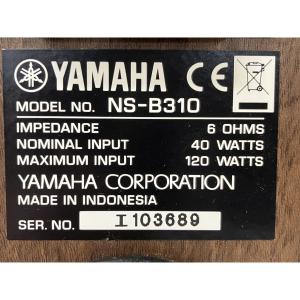 YAMAHA CE
MODEL NO. NS-B310
IMPEDANCE 6 OHMS
NOMINAL INPUT 40 WATTS
MAXIMUM INPUT 120 WATTS
YAMAHA CORPORATION
MADE IN INDONESIA
SER. NO. I103689